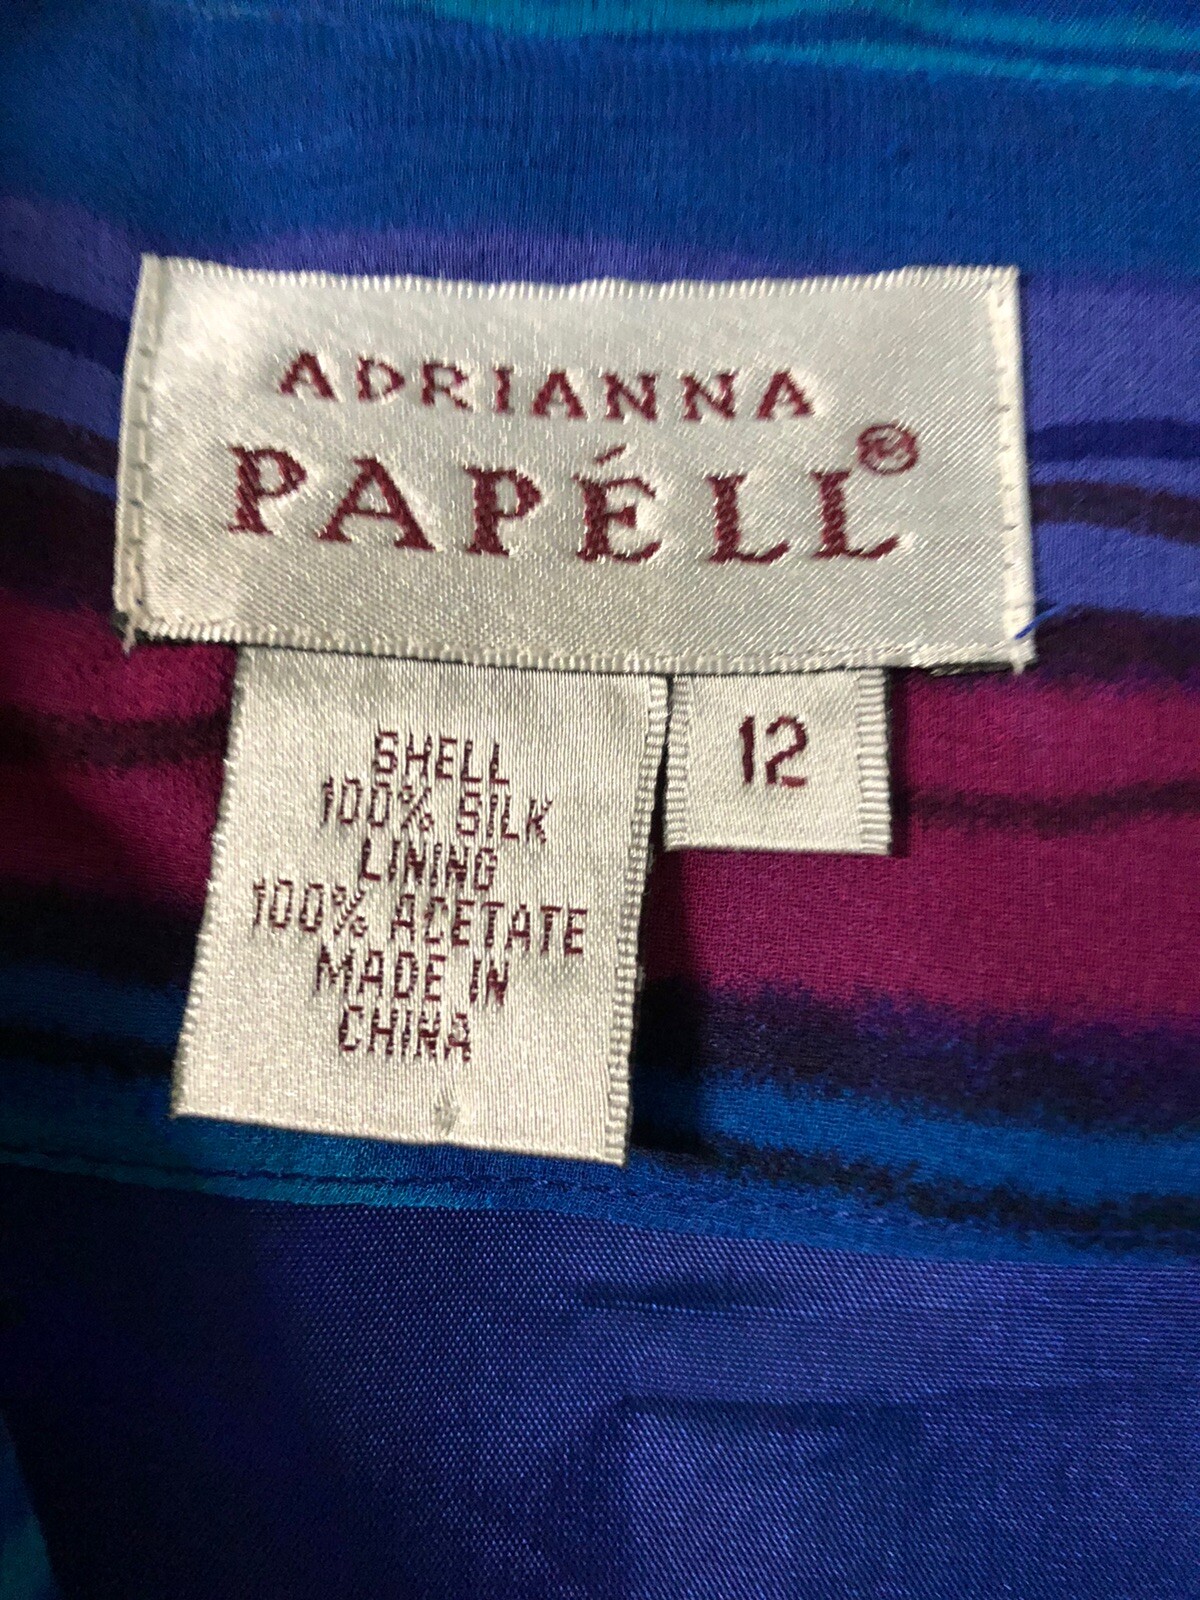 ADRIANNA
PAPÉLL®
12
SHELL
100% SILK
LINING
100% ACETATE
MADE IN
CHINA